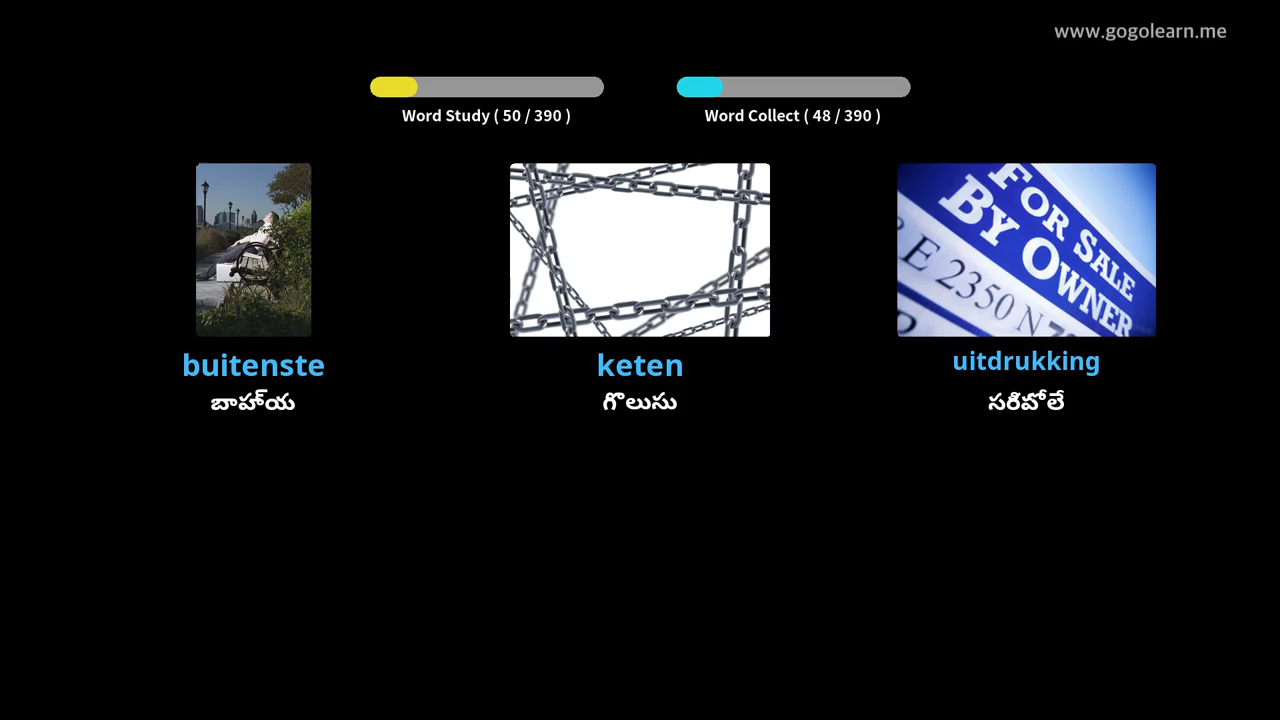 www.gogolearn.me
Word Study ( 50 / 390 )
Word Collect ( 48 / 390 )
FOR SALE
BY OWNER
E 2350 N
buitenste
keten
uitdrukking
బాహ్య
గొలుసు
సరిపోలే